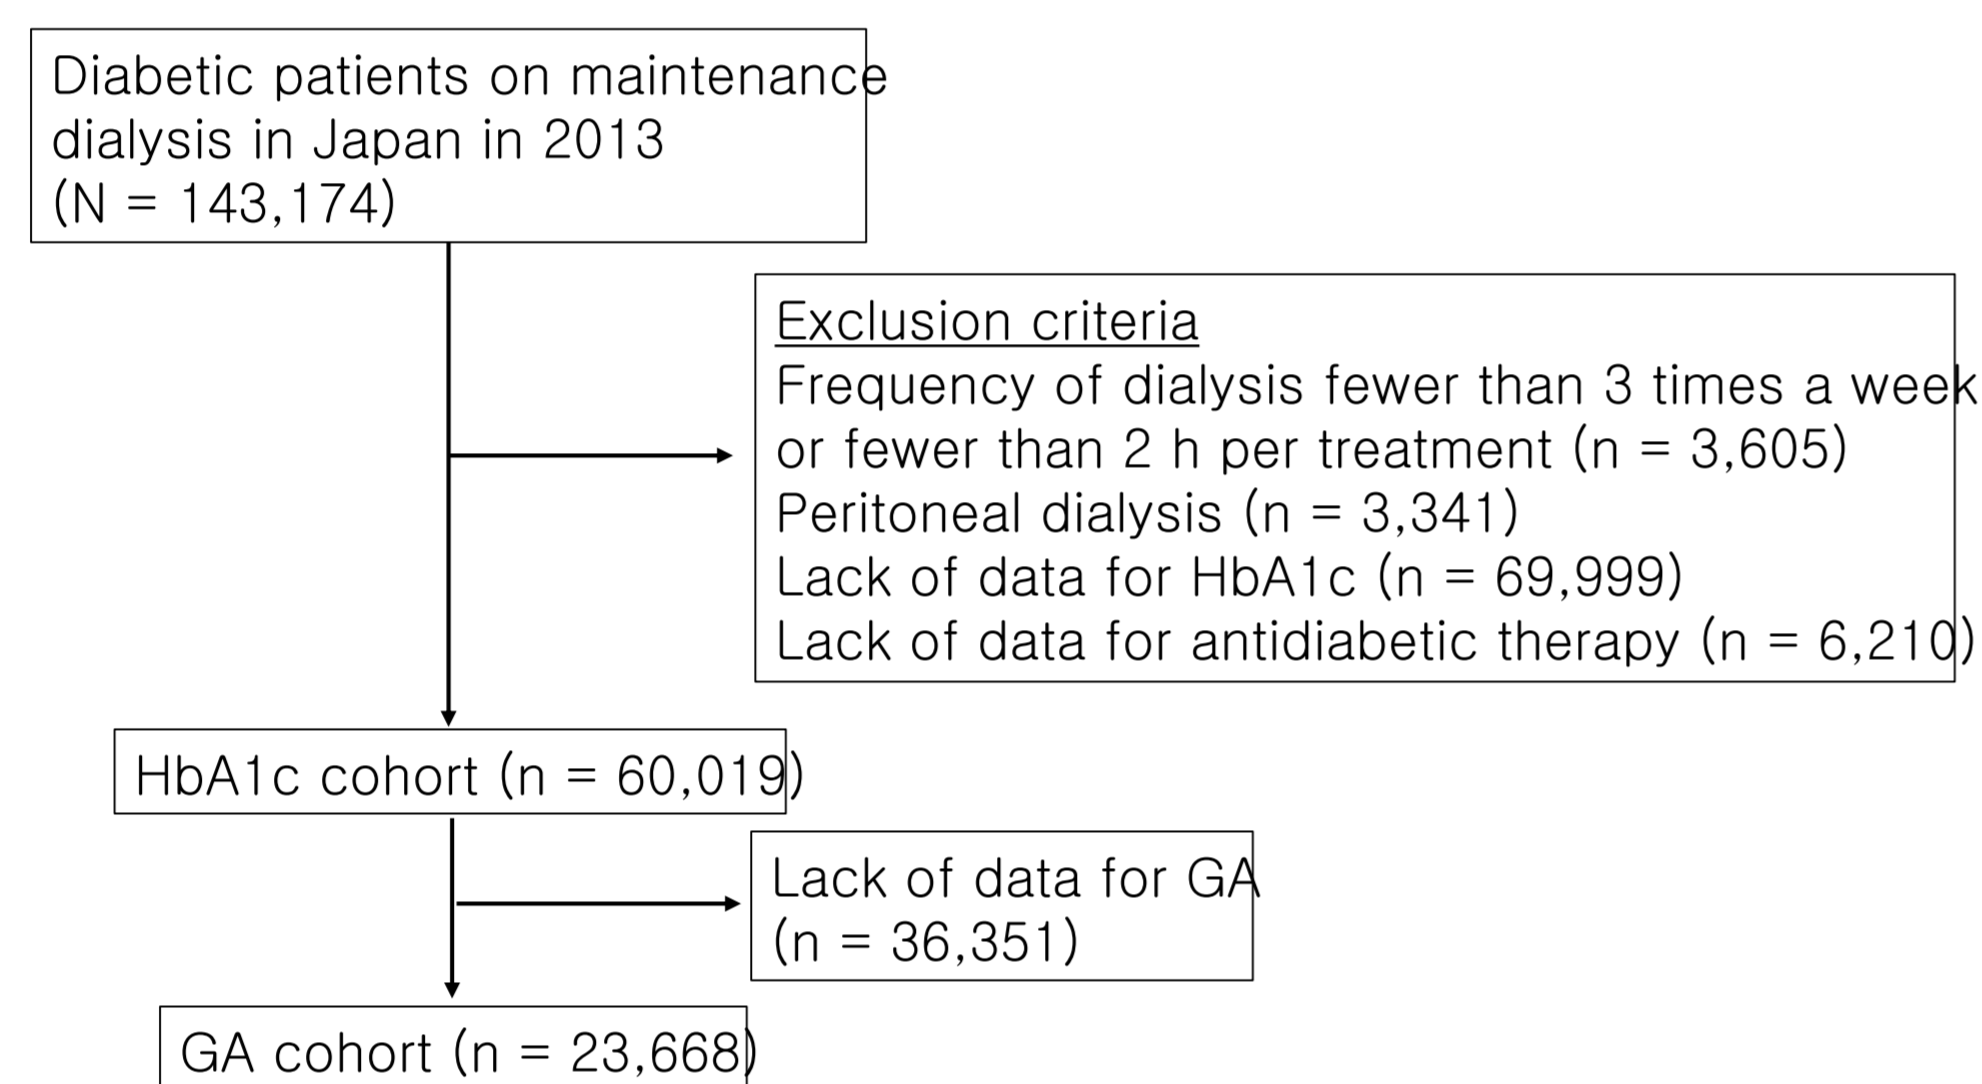 Diabetic patients on maintenance
dialysis in Japan in 2013
(N = 143,174)
Exclusion criteria
Frequency of dialysis fewer than 3 times a week
or fewer than 2 h per treatment (n = 3,605)
Peritoneal dialysis (n = 3,341)
Lack of data for HbA1c (n = 69,999)
Lack of data for antidiabetic therapy (n = 6,210)
HbA1c cohort (n = 60,019)
Lack of data for GA
(n = 36,351)
GA cohort (n = 23,668)